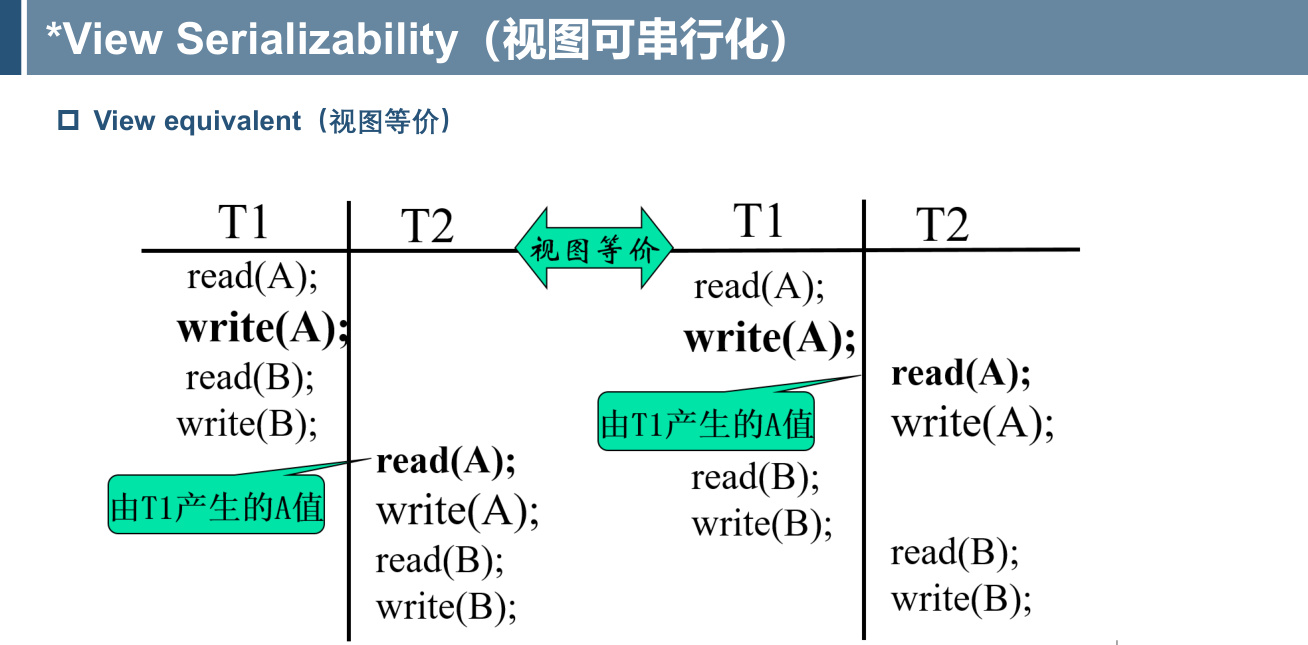 *View Serializability（视图可串行化）
View equivalent（视图等价）
T1
T2
read(A);
write(A);
read(B);
write(B);
read(A);
由T1产生的A值
write(A);
read(B);
write(B);
视图等价
T1
T2
read(A);
write(A);
read(A);
由T1产生的A值
write(A);
read(B);
write(B);
read(B);
write(B);